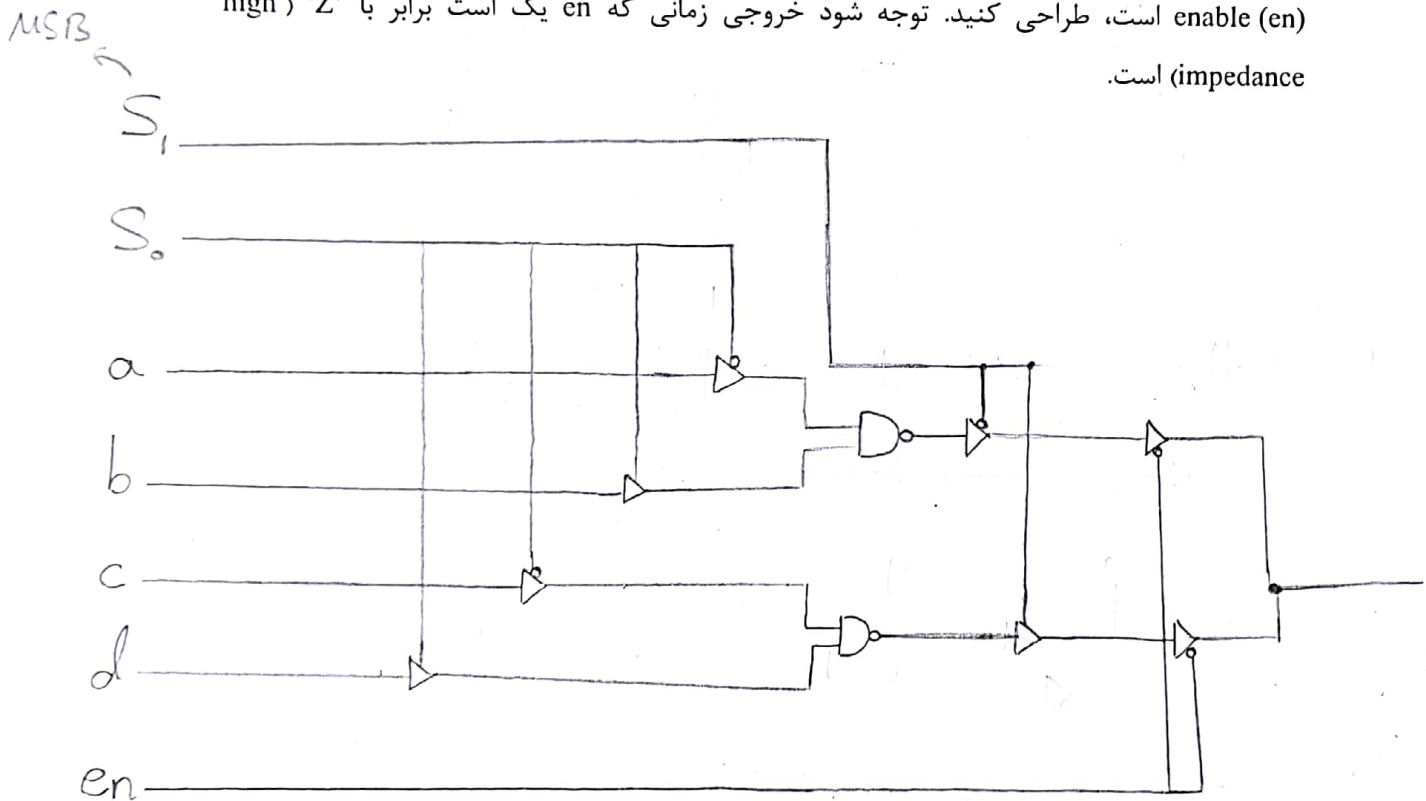 enable (en) است، طراحی کنید. توجه شود خروجی زمانی که en یک است برابر با 'Z' (high
impedance) است.
MSB
S₁
S₀
a
b
c
d
en